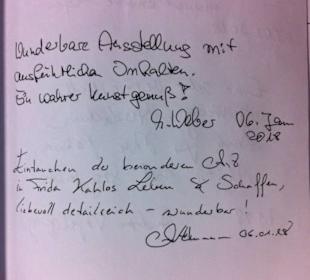 Wunderbare Ausstellung mit
ausführlichen Inhalten.
Ein wahrer Kunstgenuß!
Weber 06. Jan
2018
Eintauchen der besonderen Art
in Frida Kahlos Leben & Schaffen,
liebevoll detailreich – wunderbar!
06.01.18